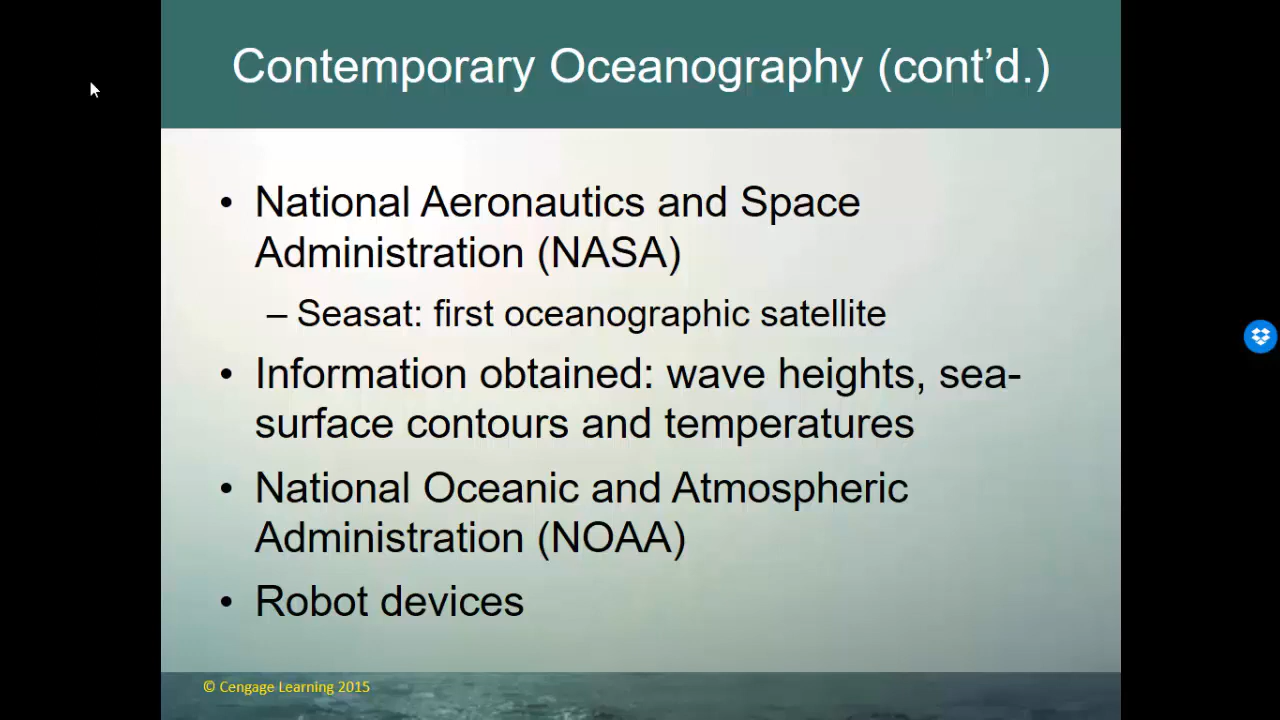 Contemporary Oceanography (cont’d.)
• National Aeronautics and Space
Administration (NASA)
– Seasat: first oceanographic satellite
• Information obtained: wave heights, sea-
surface contours and temperatures
• National Oceanic and Atmospheric
Administration (NOAA)
• Robot devices
© Cengage Learning 2015